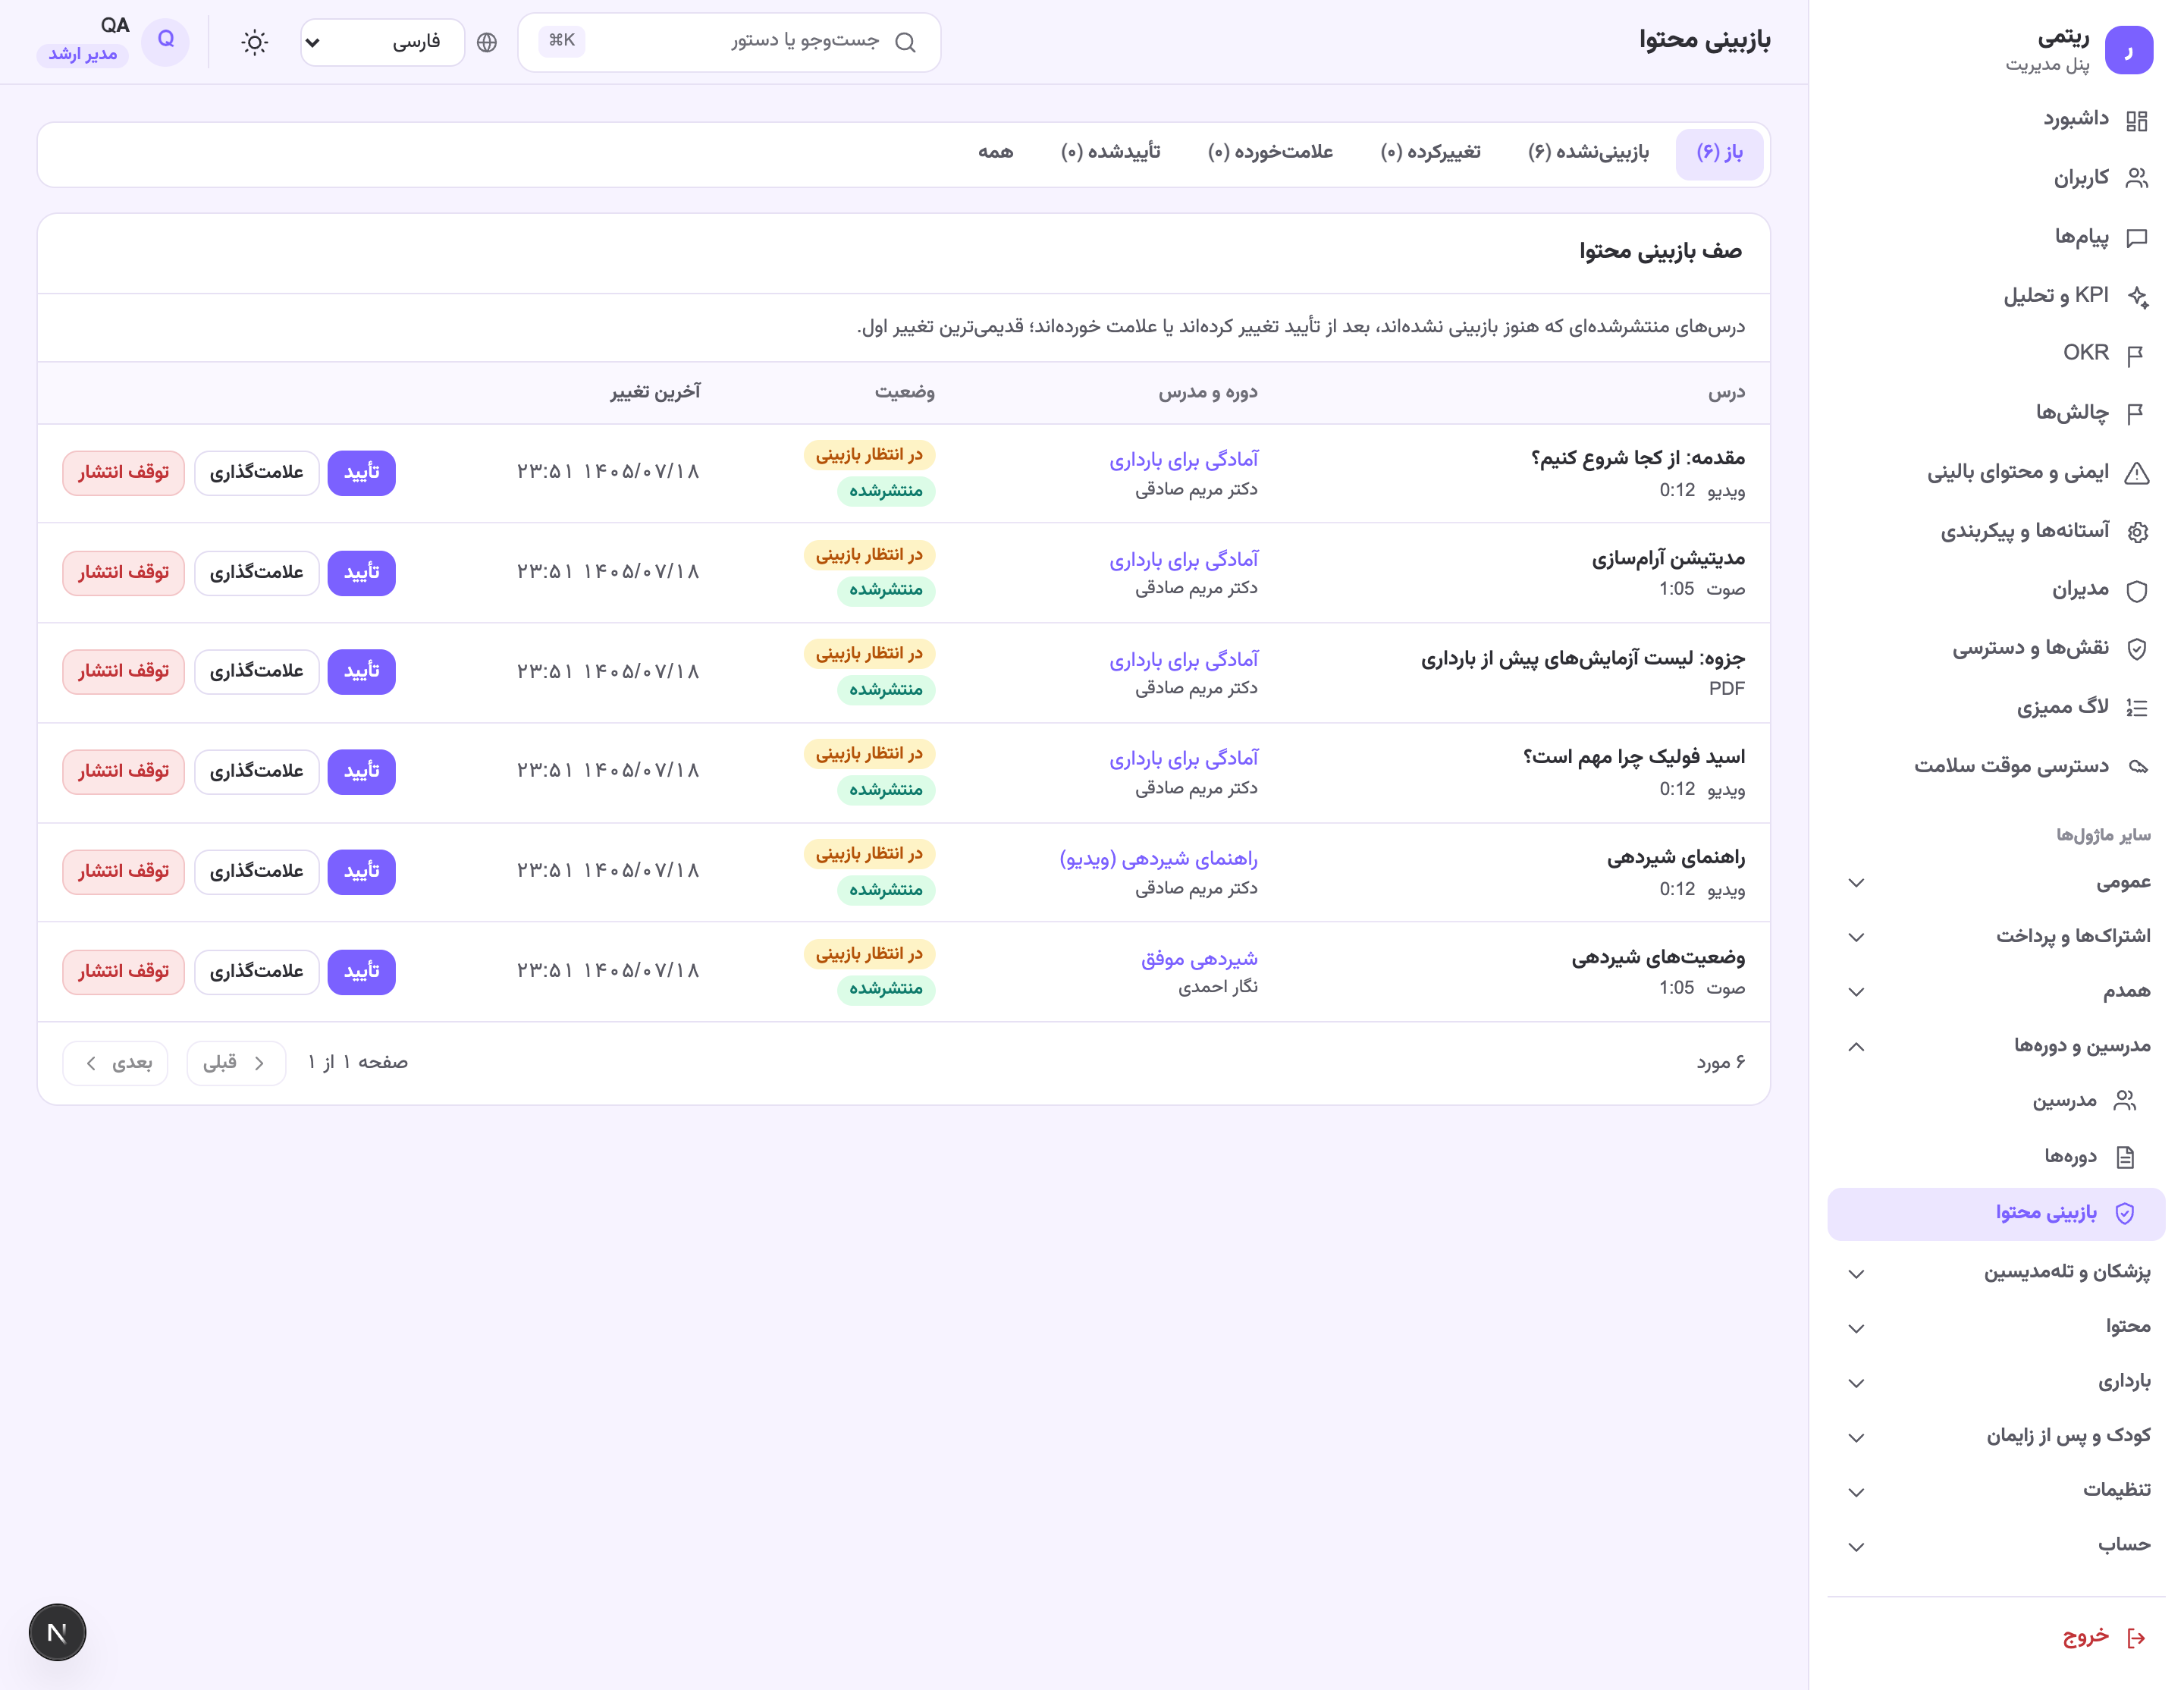 ریتمی
پنل مدیریت
داشبورد
کاربران
پیام‌ها
KPI و تحلیل
OKR
چالش‌ها
ایمنی و محتوای بالینی
آستانه‌ها و پیکربندی
مدیران
نقش‌ها و دسترسی
لاگ ممیزی
دسترسی موقت سلامت
سایر ماژول‌ها
عمومی
اشتراک‌ها و پرداخت
همدم
مدرسین و دوره‌ها
مدرسین
دوره‌ها
بازبینی محتوا
پزشکان و تله‌مدیسین
محتوا
بارداری
کودک و پس از زایمان
تنظیمات
حساب
خروج
بازبینی محتوا
جست‌وجو یا دستور ⌘K
فارسی
Q
QA
مدیر ارشد
باز (۶) بازبینی‌نشده (۶) تغییرکرده (۰) علامت‌خورده (۰) تأییدشده (۰) همه
صف بازبینی محتوا
درس‌های منتشرشده‌ای که هنوز بازبینی نشده‌اند، بعد از تأیید تغییر کرده‌اند یا علامت خورده‌اند؛ قدیمی‌ترین تغییر اول.
درس دوره و مدرس وضعیت آخرین تغییر
مقدمه: از کجا شروع کنیم؟ آمادگی برای بارداری در انتظار بازبینی ۱۴۰۵/۰۷/۱۸ ۲۳:۵۱ تأیید علامت‌گذاری توقف انتشار
ویدیو 0:12 دکتر مریم صادقی منتشرشده
مدیتیشن آرام‌سازی آمادگی برای بارداری در انتظار بازبینی ۱۴۰۵/۰۷/۱۸ ۲۳:۵۱ تأیید علامت‌گذاری توقف انتشار
صوت 1:05 دکتر مریم صادقی منتشرشده
جزوه: لیست آزمایش‌های پیش از بارداری آمادگی برای بارداری در انتظار بازبینی ۱۴۰۵/۰۷/۱۸ ۲۳:۵۱ تأیید علامت‌گذاری توقف انتشار
PDF دکتر مریم صادقی منتشرشده
اسید فولیک چرا مهم است؟ آمادگی برای بارداری در انتظار بازبینی ۱۴۰۵/۰۷/۱۸ ۲۳:۵۱ تأیید علامت‌گذاری توقف انتشار
ویدیو 0:12 دکتر مریم صادقی منتشرشده
راهنمای شیردهی راهنمای شیردهی (ویدیو) در انتظار بازبینی ۱۴۰۵/۰۷/۱۸ ۲۳:۵۱ تأیید علامت‌گذاری توقف انتشار
ویدیو 0:12 دکتر مریم صادقی منتشرشده
وضعیت‌های شیردهی شیردهی موفق در انتظار بازبینی ۱۴۰۵/۰۷/۱۸ ۲۳:۵۱ تأیید علامت‌گذاری توقف انتشار
صوت 1:05 نگار احمدی منتشرشده
۶ مورد صفحه ۱ از ۱ قبلی بعدی